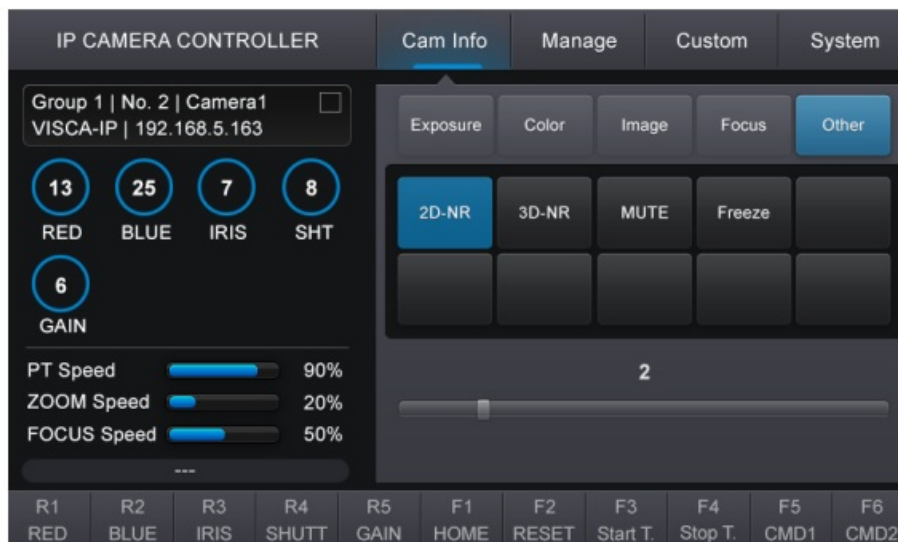 IP CAMERA CONTROLLER
Cam Info Manage Custom System
Group 1 | No. 2 | Camera1
VISCA-IP | 192.168.5.163
13 25 7 8
RED BLUE IRIS SHT
6
GAIN
PT Speed 90%
ZOOM Speed 20%
FOCUS Speed 50%
---
Exposure Color Image Focus Other
2D-NR 3D-NR MUTE Freeze
2
R1 R2 R3 R4 R5 F1 F2 F3 F4 F5 F6
RED BLUE IRIS SHUTT GAIN HOME RESET Start T. Stop T. CMD1 CMD2